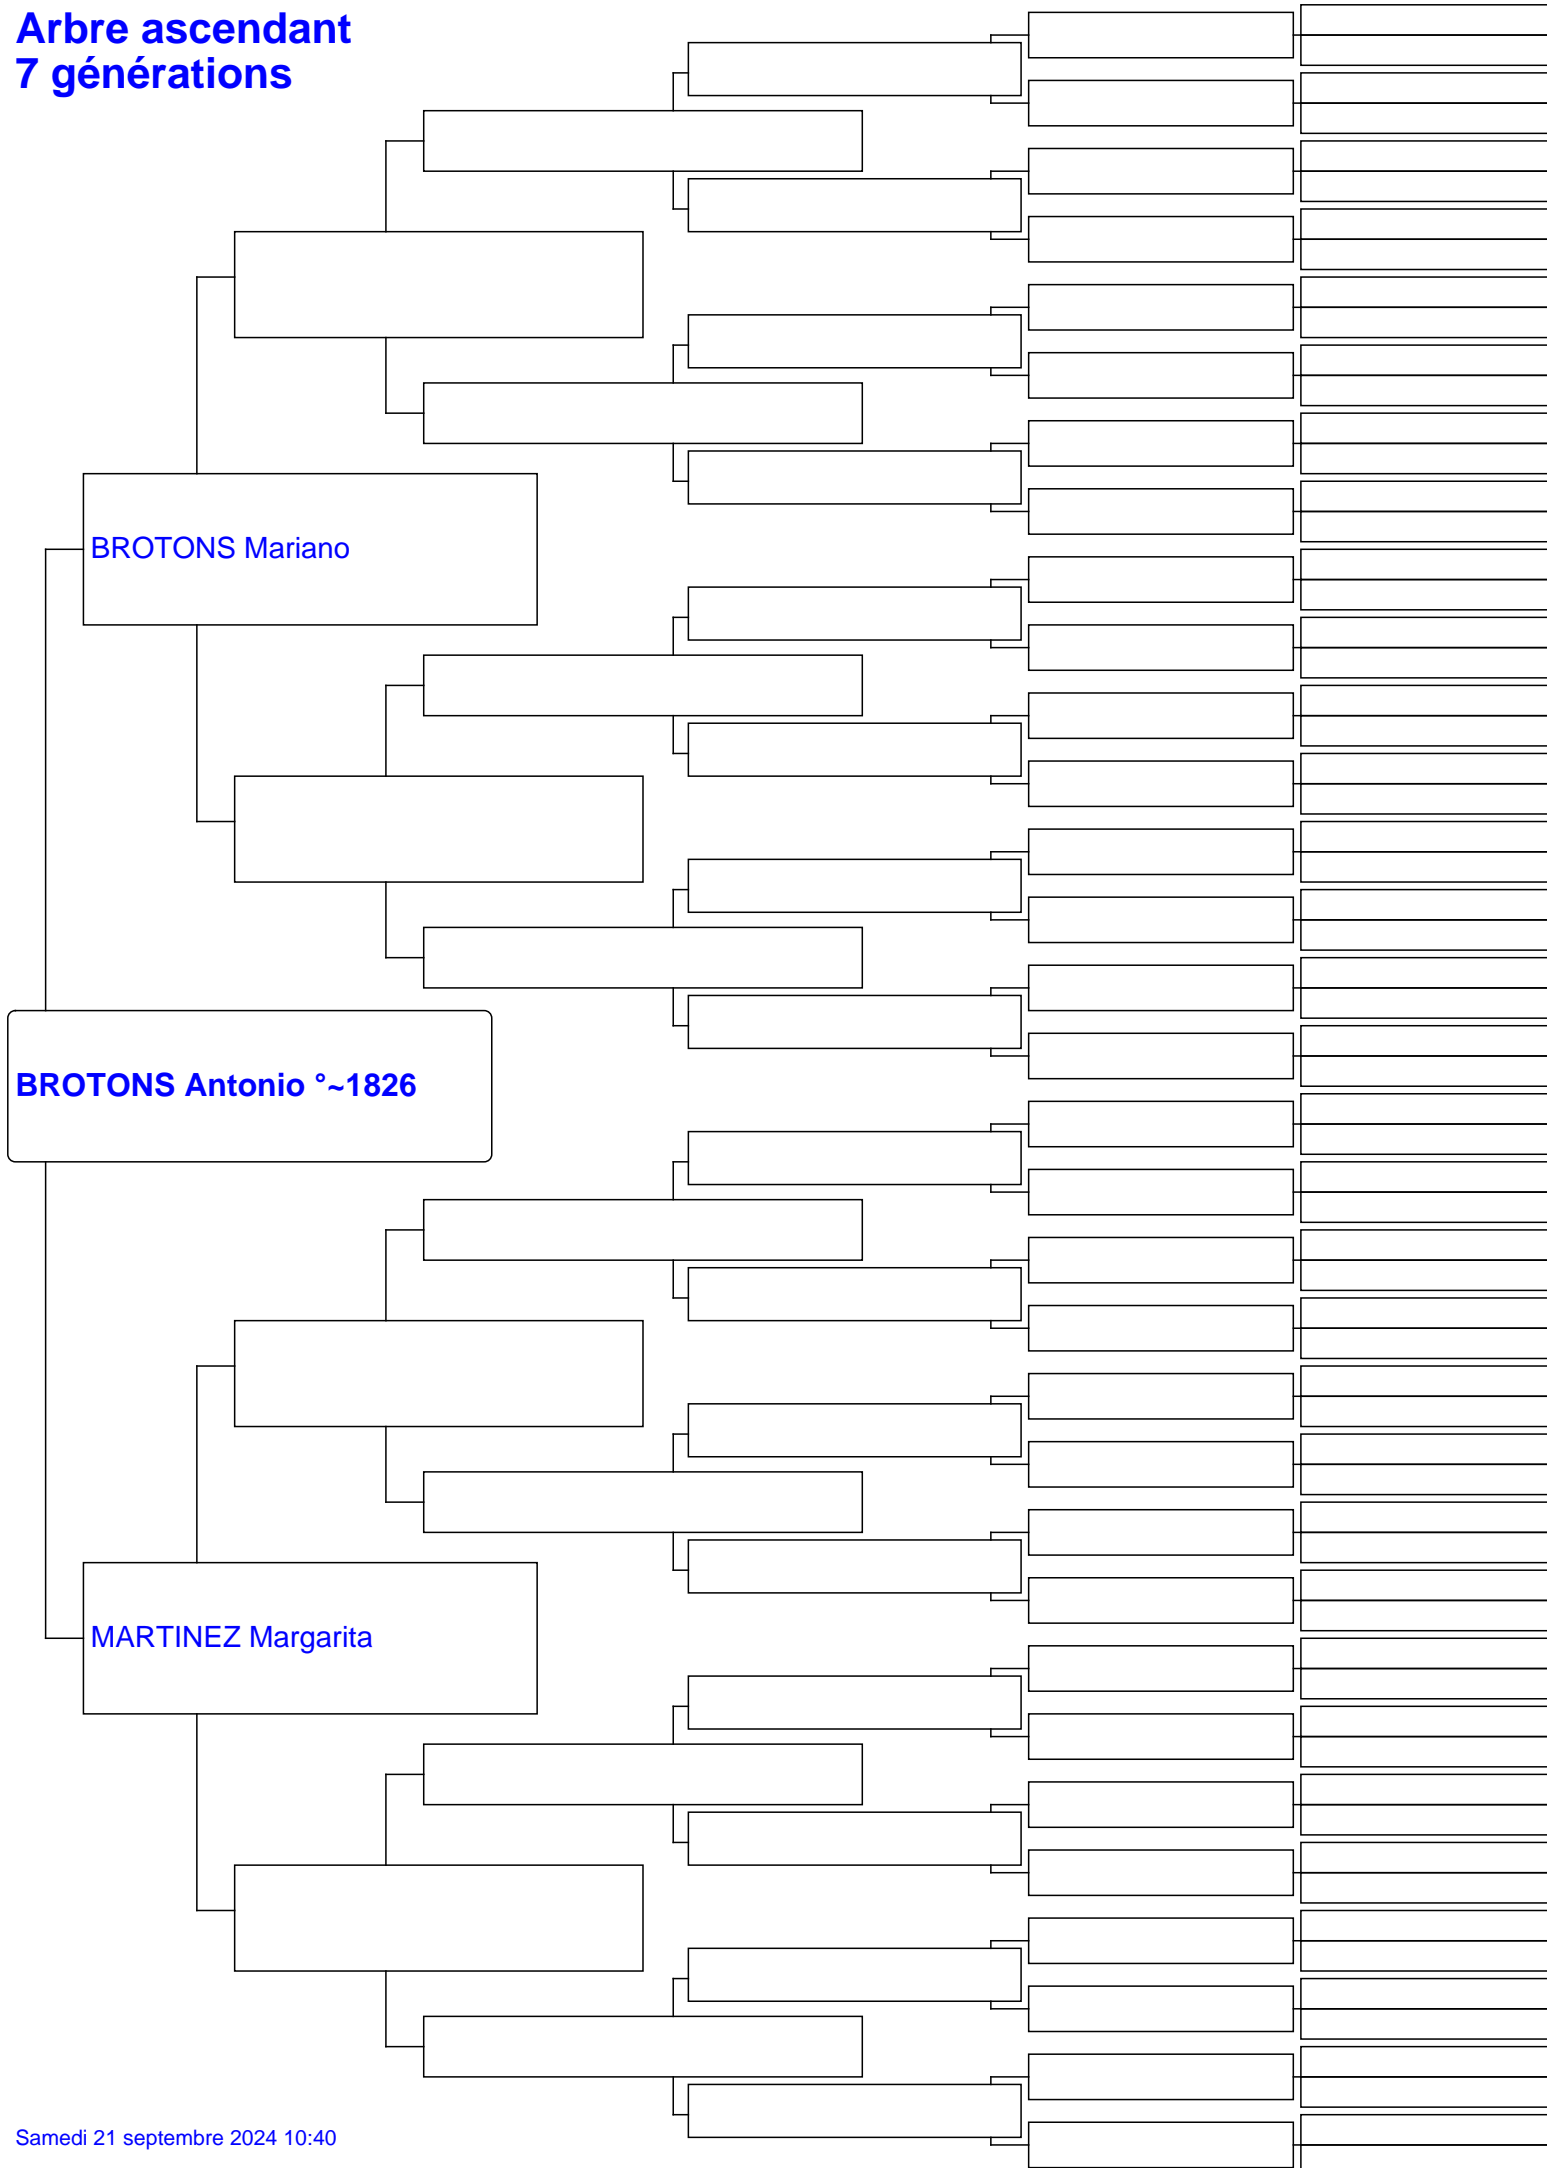 Arbre ascendant
7 générations
BROTONS Mariano
BROTONS Antonio °~1826
MARTINEZ Margarita
Samedi 21 septembre 2024 10:40